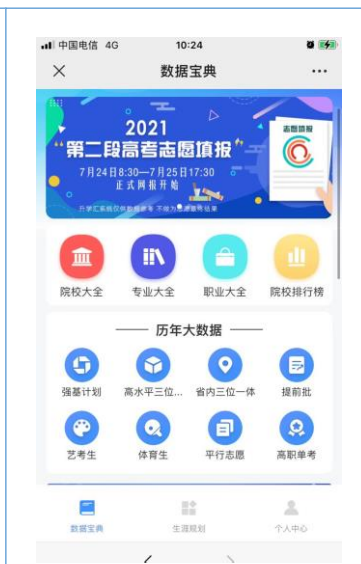 中国电信 4G 10:24
数据宝典
2021
第二段高考志愿填报
志愿填报
7月24日8:30—7月25日17:30
正式网报开始
院校大全 专业大全 职业大全 院校排行榜
历年大数据
强基计划 高水平三位... 省内三位一体 提前批
艺考生 体育生 平行志愿 高职单考
数据宝典 生涯规划 个人中心